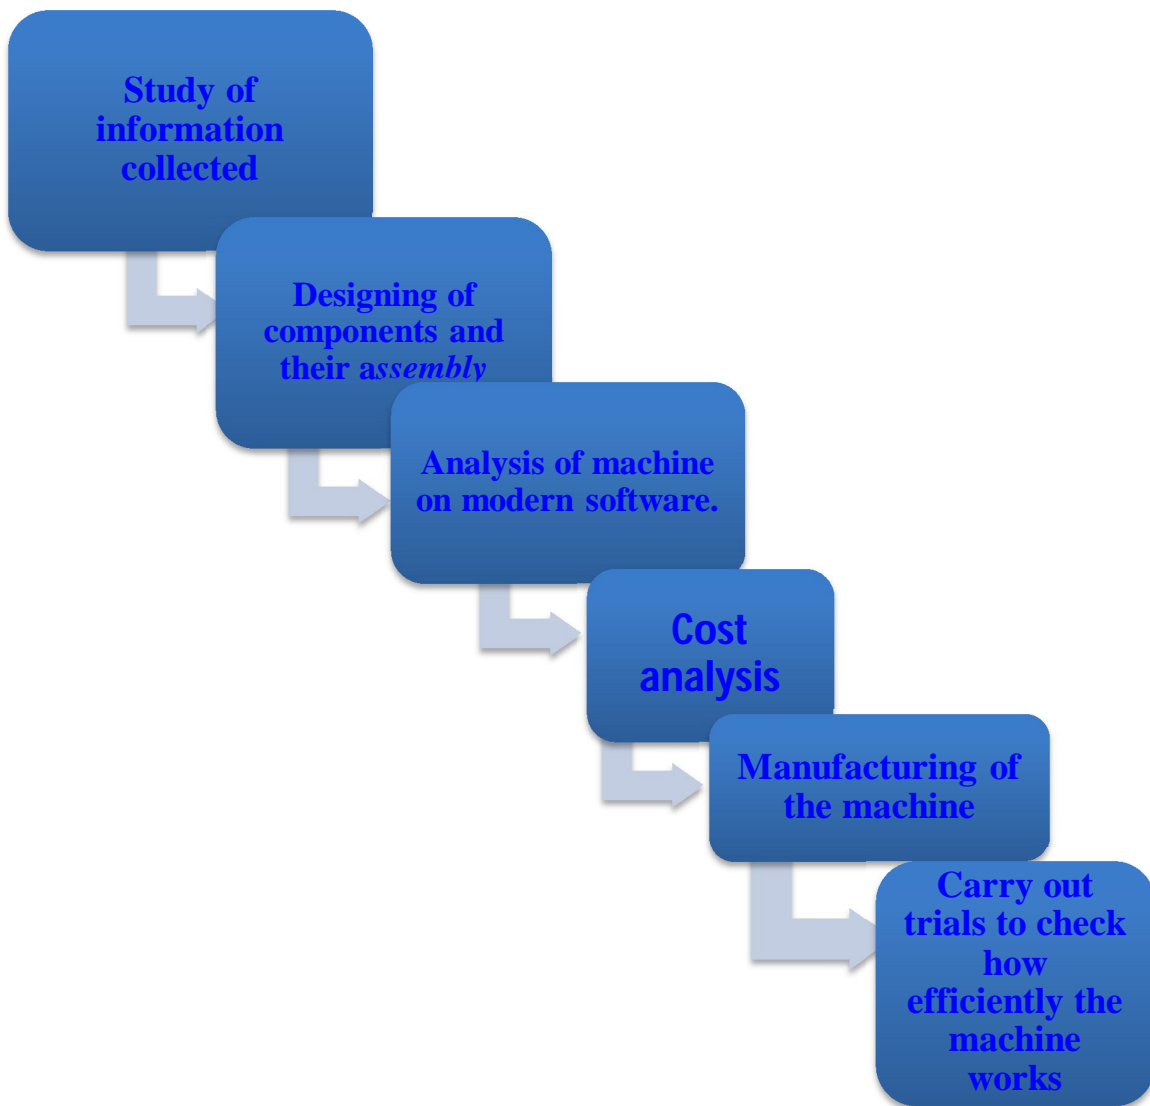 Study of
information
collected
Designing of
components and
their assembly
Analysis of machine
on modern software.
Cost
analysis
Manufacturing of
the machine
Carry out
trials to check
how
efficiently the
machine
works